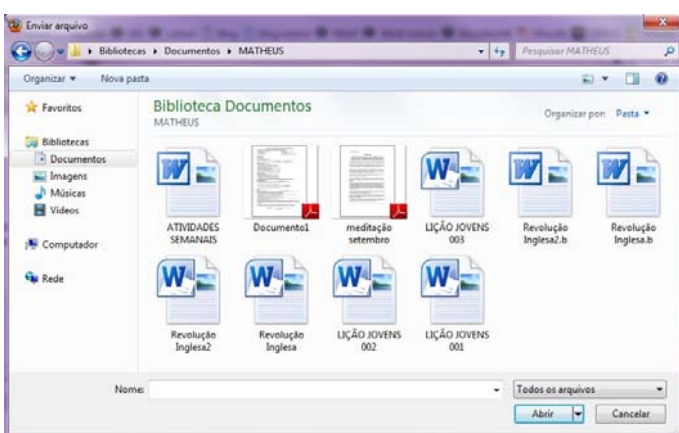 Enviar arquivo
Bibliotecas ▸ Documentos ▸ MATHEUS
Pesquisar MATHEUS
Organizar ▾ Nova pasta
Favoritos
Bibliotecas
Documentos
Imagens
Músicas
Vídeos
Computador
Rede
Biblioteca Documentos
MATHEUS
Organizar por: Pasta ▾
ATIVIDADES
SEMANAIS
Documento1
meditação
setembro
LIÇÃO JOVENS
003
Revolução
Inglesa2.b
Revolução
Inglesa.b
Revolução
Inglesa2
Revolução
Inglesa
LIÇÃO JOVENS
002
LIÇÃO JOVENS
001
Nome:
Todos os arquivos
Abrir
Cancelar